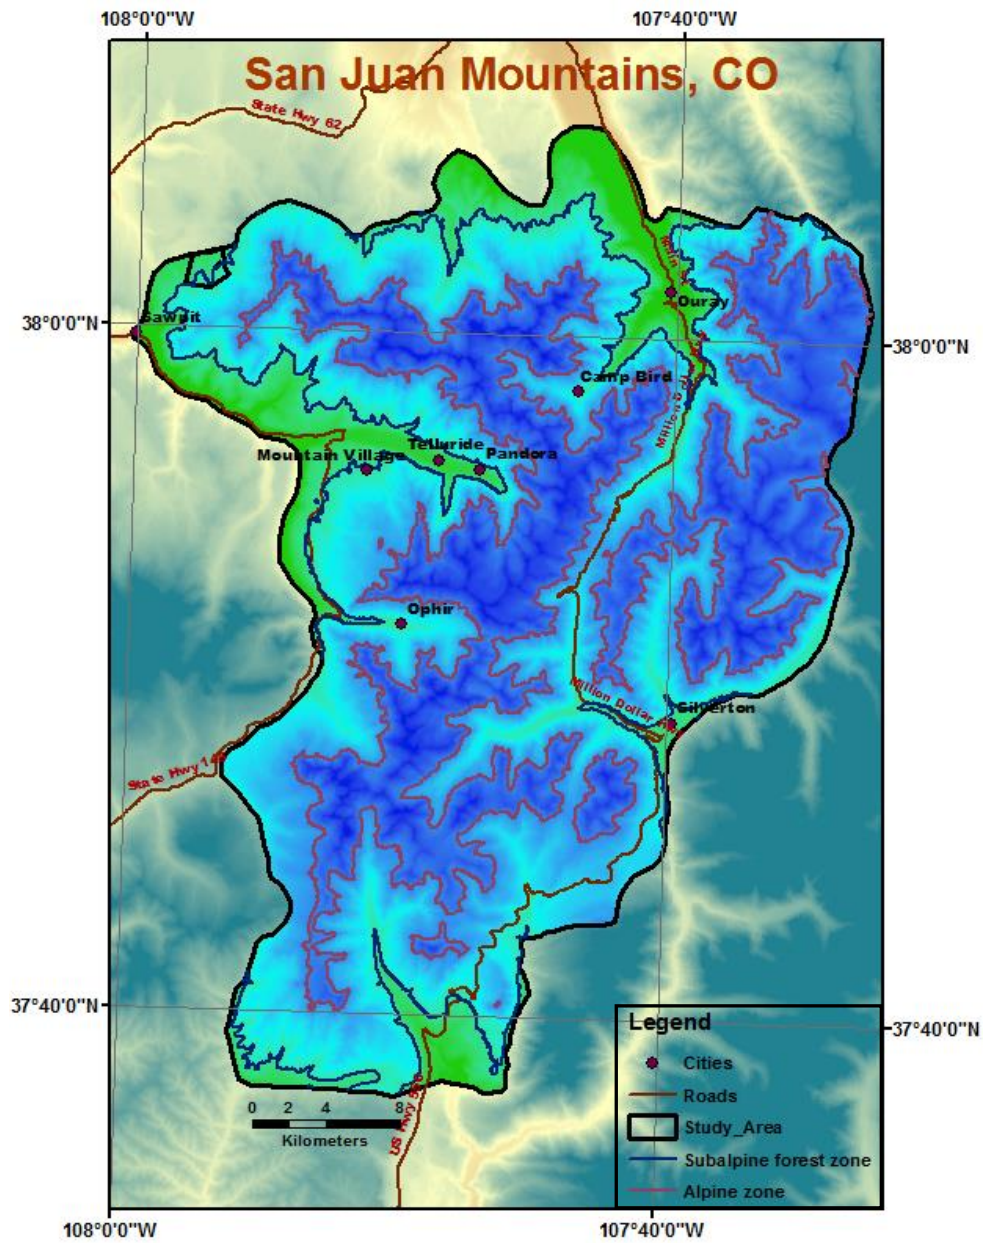 108°0'0"W 107°40'0"W
San Juan Mountains, CO
State Hwy 62
Main
Ouray
Sawpit
38°0'0"N
38°0'0"N
Camp Bird
Million
Telluride
Mountain Village
Pandora
Ophir
Million Dollar
Silverton
State Hwy
37°40'0"N
37°40'0"N
Legend
Cities
Roads
Study_Area
Subalpine forest zone
Alpine zone
0 2 4 8
Kilometers
US Hwy
108°0'0"W 107°40'0"W